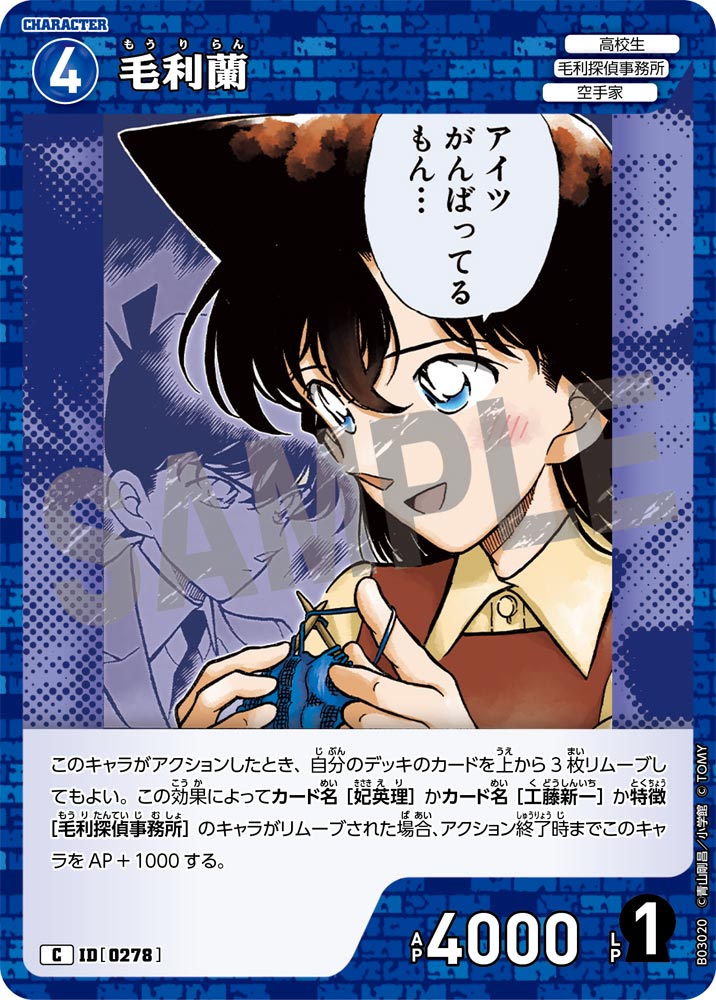 CHARACTER
4
もうりらん
毛利蘭
高校生
毛利探偵事務所
空手家
アイツ
がんばってる
もん…
SAMPLE
このキャラがアクションしたとき、自分のデッキのカードを上から3枚リムーブし
てもよい。この効果によってカード名［妃英理］かカード名［工藤新一］か特徴
［毛利探偵事務所］のキャラがリムーブされた場合、アクション終了時までこのキャ
ラをAP＋1000する。
C ID[0278]
AP 4000
LP 1
B03020 ©青山剛昌／小学館 ©TOMY